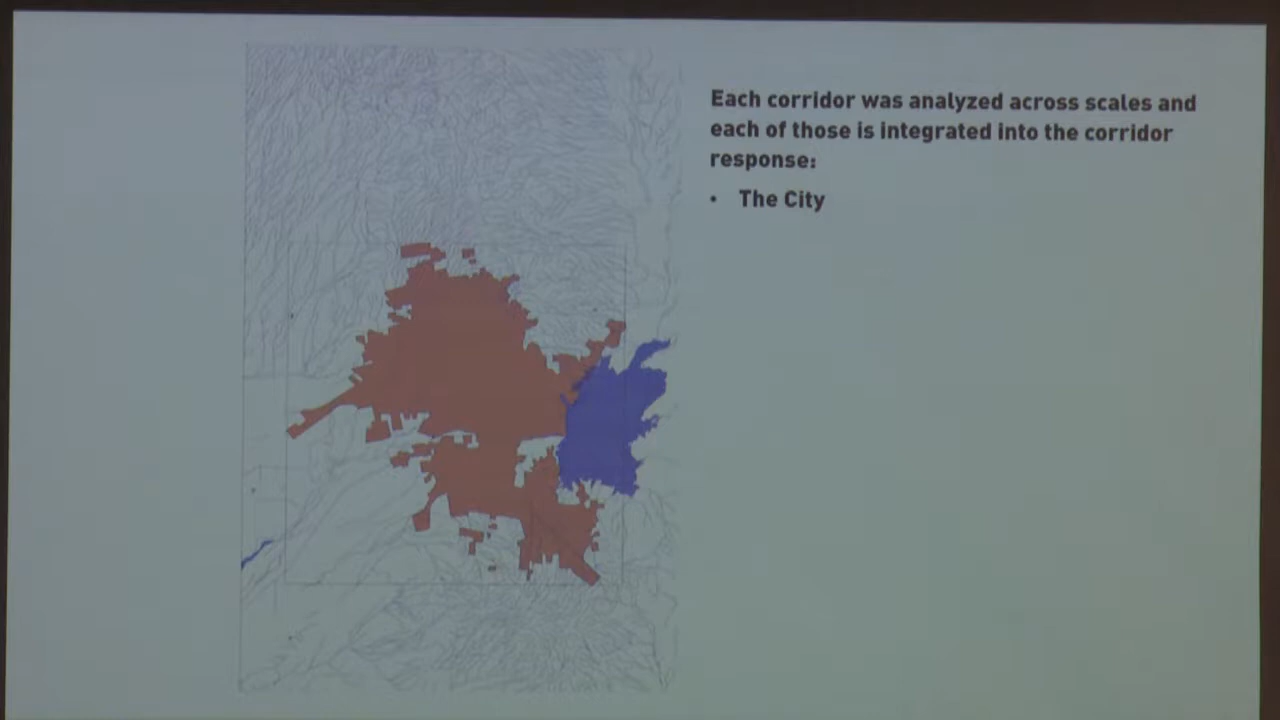 Each corridor was analyzed across scales and
each of those is integrated into the corridor
response:
• The City